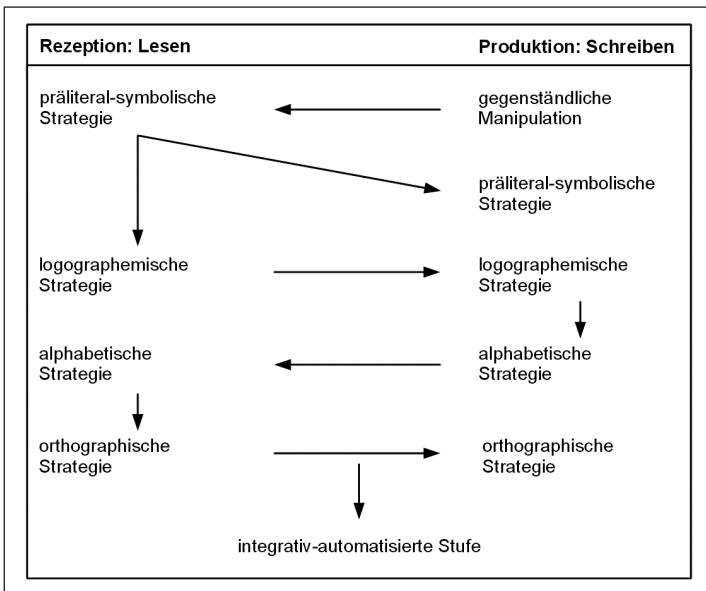 Rezeption: Lesen
Produktion: Schreiben
präliteral-symbolische
Strategie
gegenständliche
Manipulation
präliteral-symbolische
Strategie
logographemische
Strategie
logographemische
Strategie
alphabetische
Strategie
alphabetische
Strategie
orthographische
Strategie
orthographische
Strategie
integrativ-automatisierte Stufe